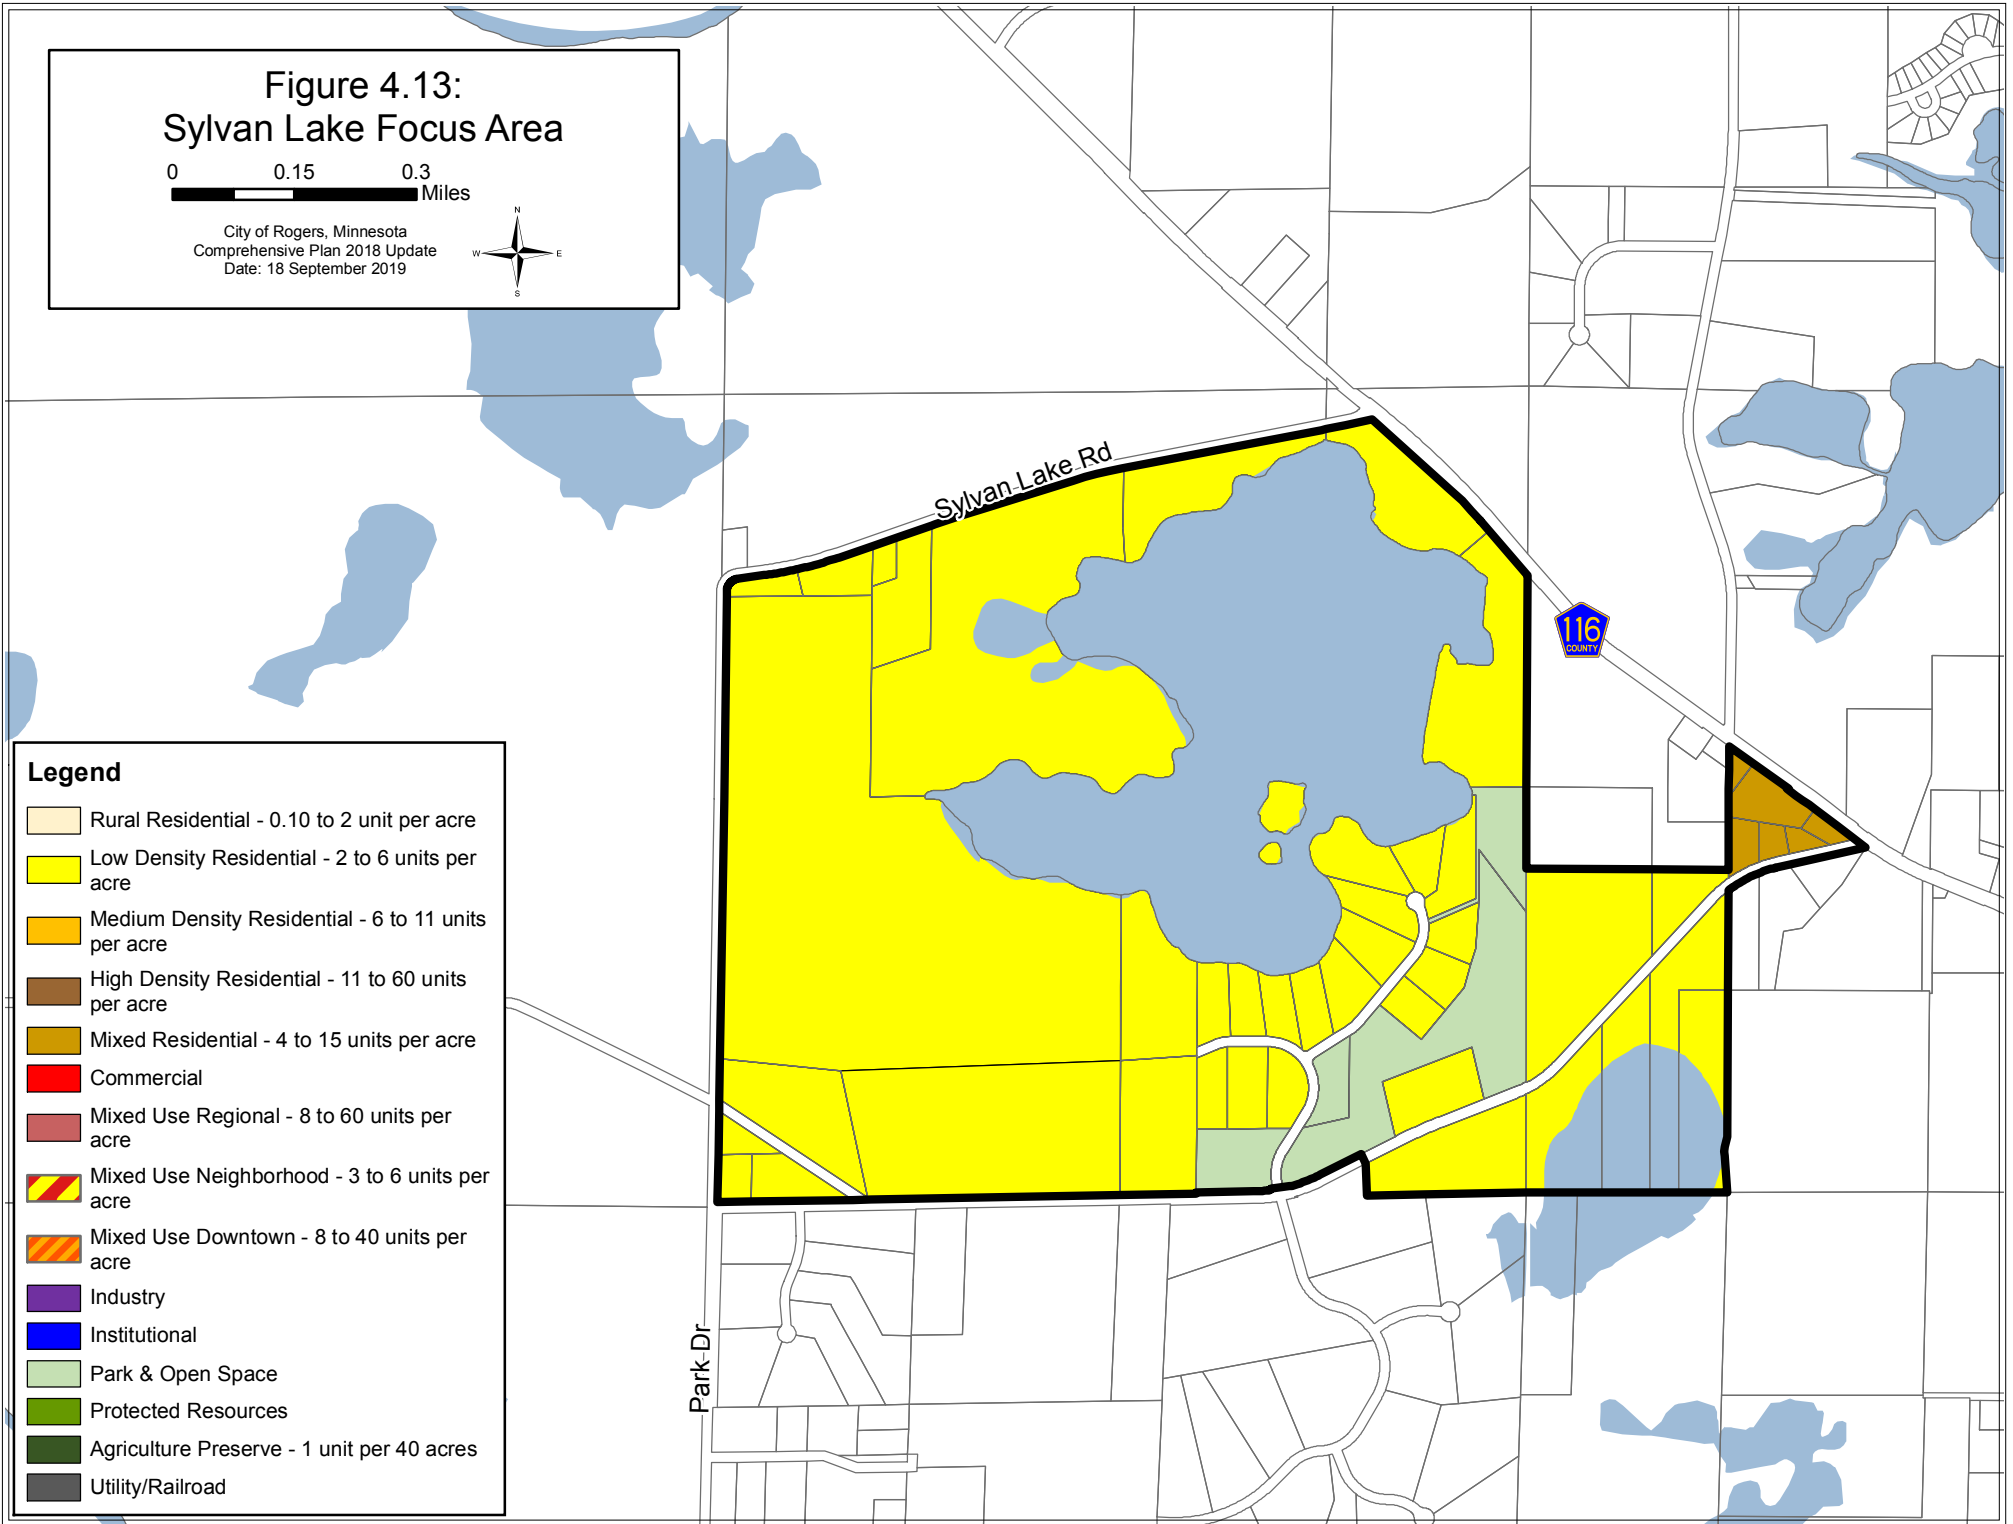 Figure 4.13:
Sylvan Lake Focus Area
0 0.15 0.3
Miles
City of Rogers, Minnesota
Comprehensive Plan 2018 Update
Date: 18 September 2019
N
W E
S
Sylvan Lake Rd
116
COUNTY
Park Dr
Legend
Rural Residential - 0.10 to 2 unit per acre
Low Density Residential - 2 to 6 units per
acre
Medium Density Residential - 6 to 11 units
per acre
High Density Residential - 11 to 60 units
per acre
Mixed Residential - 4 to 15 units per acre
Commercial
Mixed Use Regional - 8 to 60 units per
acre
Mixed Use Neighborhood - 3 to 6 units per
acre
Mixed Use Downtown - 8 to 40 units per
acre
Industry
Institutional
Park & Open Space
Protected Resources
Agriculture Preserve - 1 unit per 40 acres
Utility/Railroad